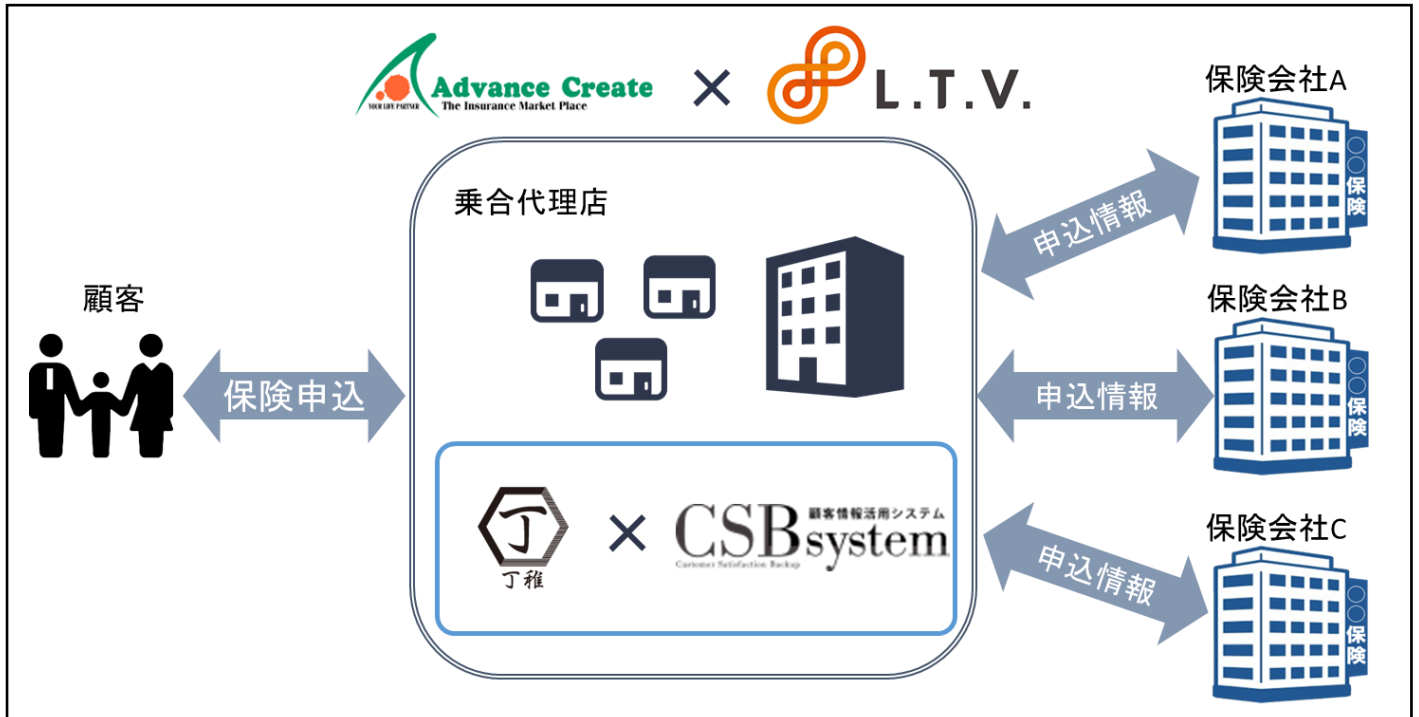 Advance Create
The Insurance Market Place
YOUR LIFE PARTNER
×
L.T.V.
乗合代理店
顧客
保険申込
丁
丁稚
×
顧客情報活用システム
CSB system
Customer Satisfaction Backup
保険会社A
○○保険
申込情報
保険会社B
○○保険
申込情報
保険会社C
○○保険
申込情報